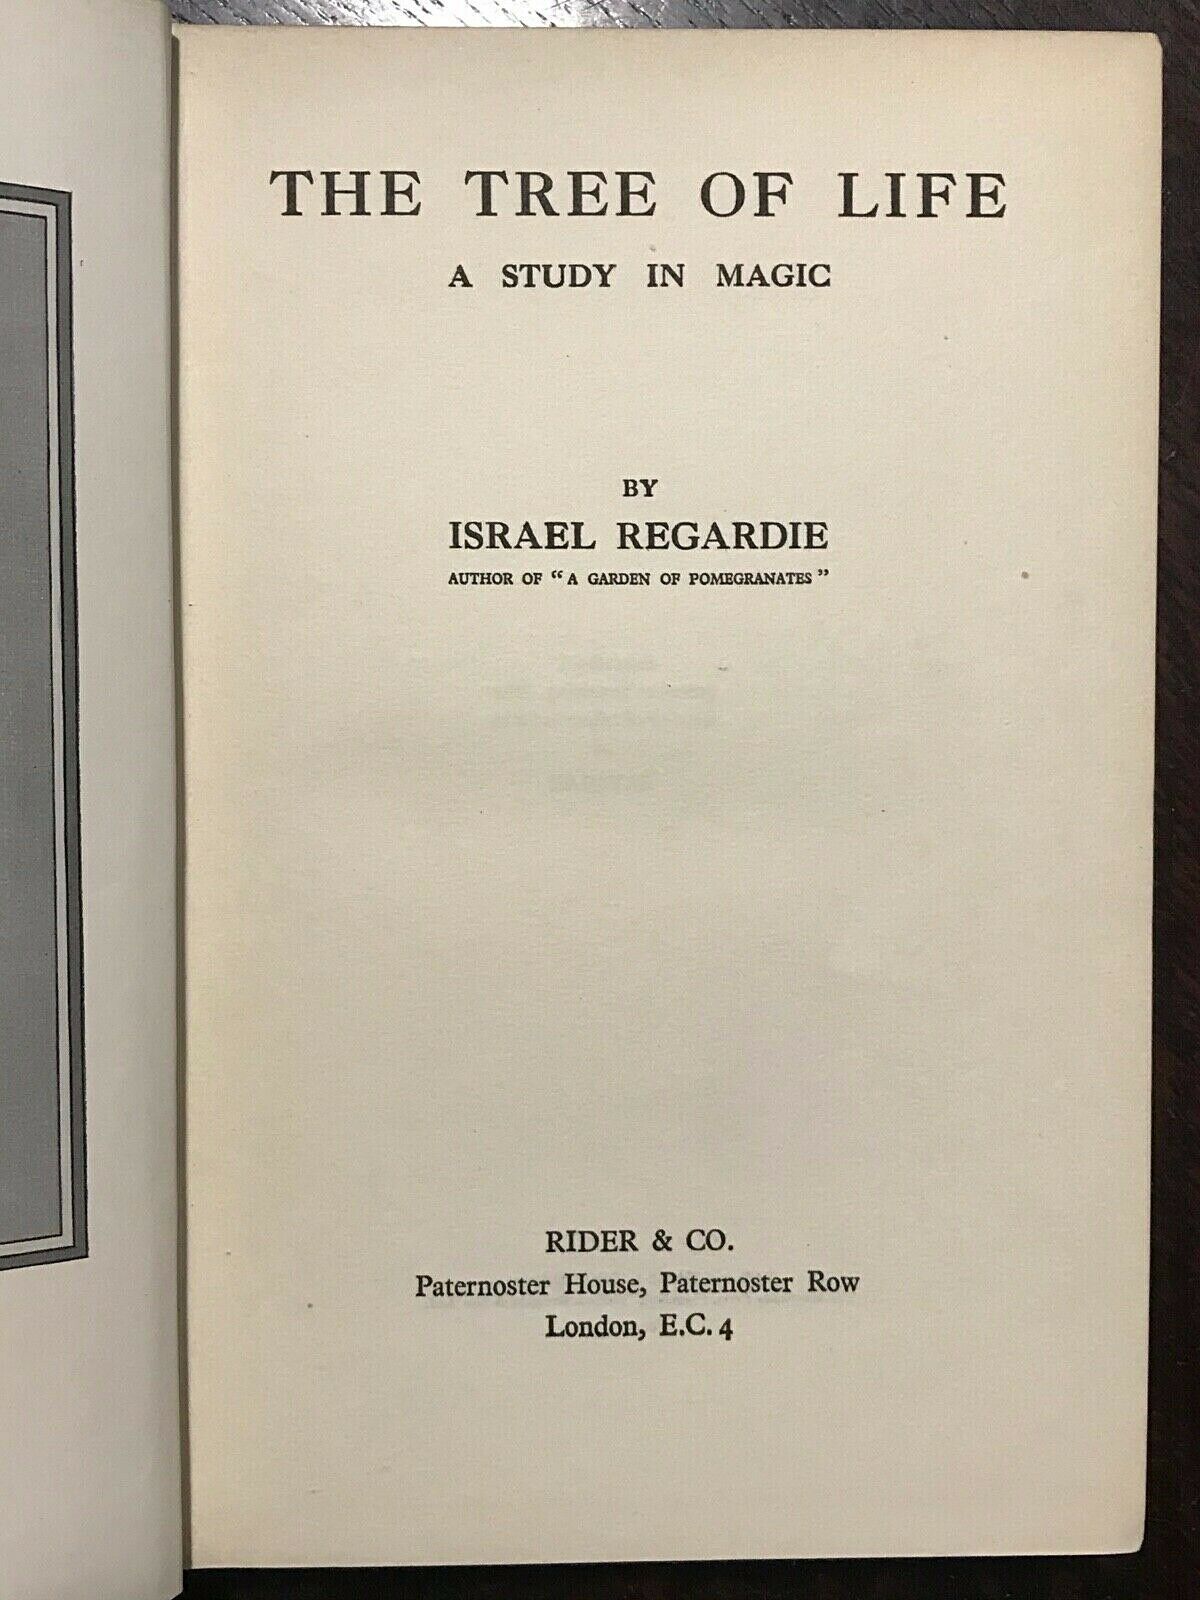 THE TREE OF LIFE
A STUDY IN MAGIC
BY
ISRAEL REGARDIE
AUTHOR OF “A GARDEN OF POMEGRANATES”
RIDER & CO.
Paternoster House, Paternoster Row
London, E.C.4